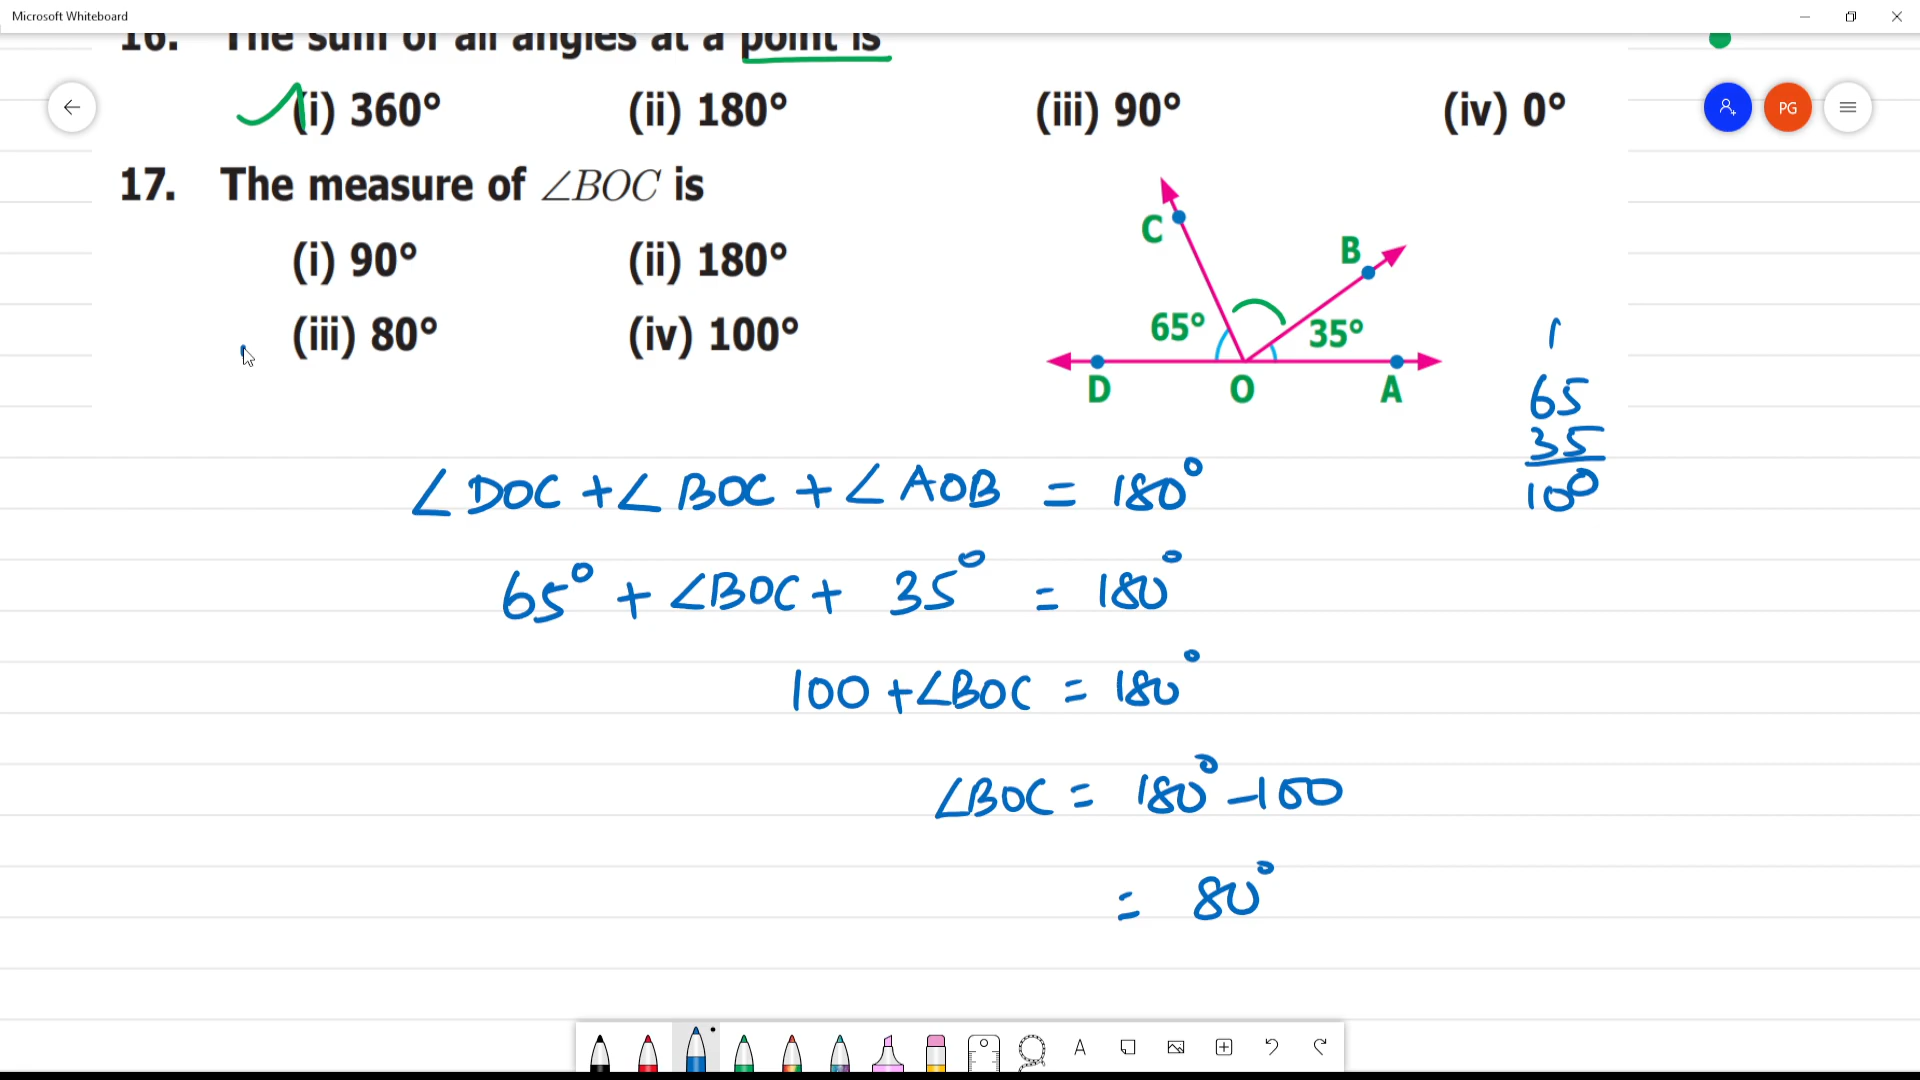 Microsoft Whiteboard
16. The sum of all angles at a point is
(i) 360° (ii) 180° (iii) 90° (iv) 0°
PG
17. The measure of ∠BOC is
(i) 90° (ii) 180°
(iii) 80° (iv) 100°
C
B
65° 35°
D O A
1
65
35
100
∠DOC + ∠BOC + ∠AOB = 180°
65° + ∠BOC + 35° = 180°
100 + ∠BOC = 180°
∠BOC = 180° - 100
= 80°
A